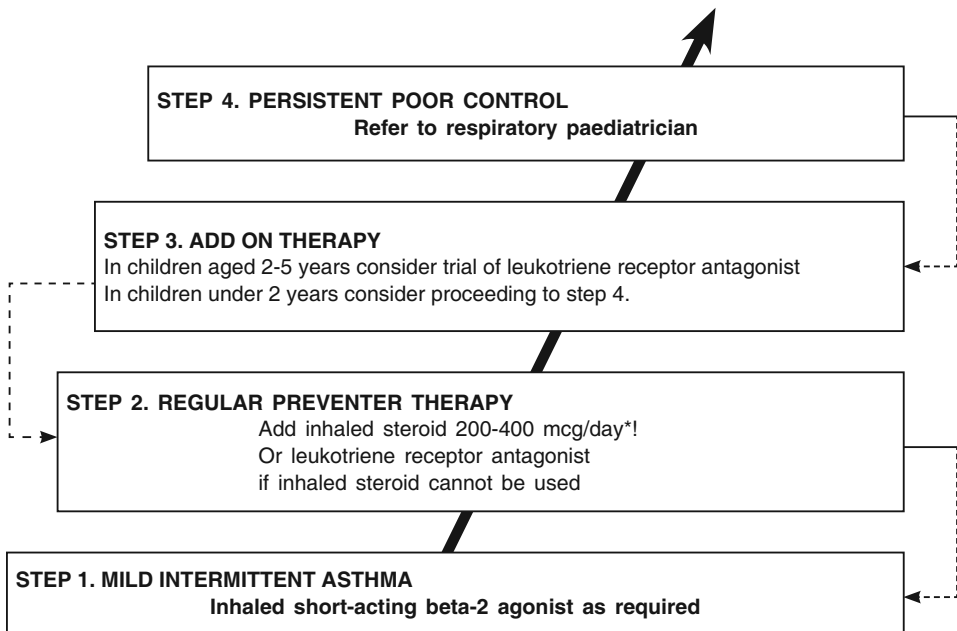 STEP 4. PERSISTENT POOR CONTROL
Refer to respiratory paediatrician
STEP 3. ADD ON THERAPY
In children aged 2-5 years consider trial of leukotriene receptor antagonist
In children under 2 years consider proceeding to step 4.
STEP 2. REGULAR PREVENTER THERAPY
Add inhaled steroid 200-400 mcg/day*!
Or leukotriene receptor antagonist
if inhaled steroid cannot be used
STEP 1. MILD INTERMITTENT ASTHMA
Inhaled short-acting beta-2 agonist as required